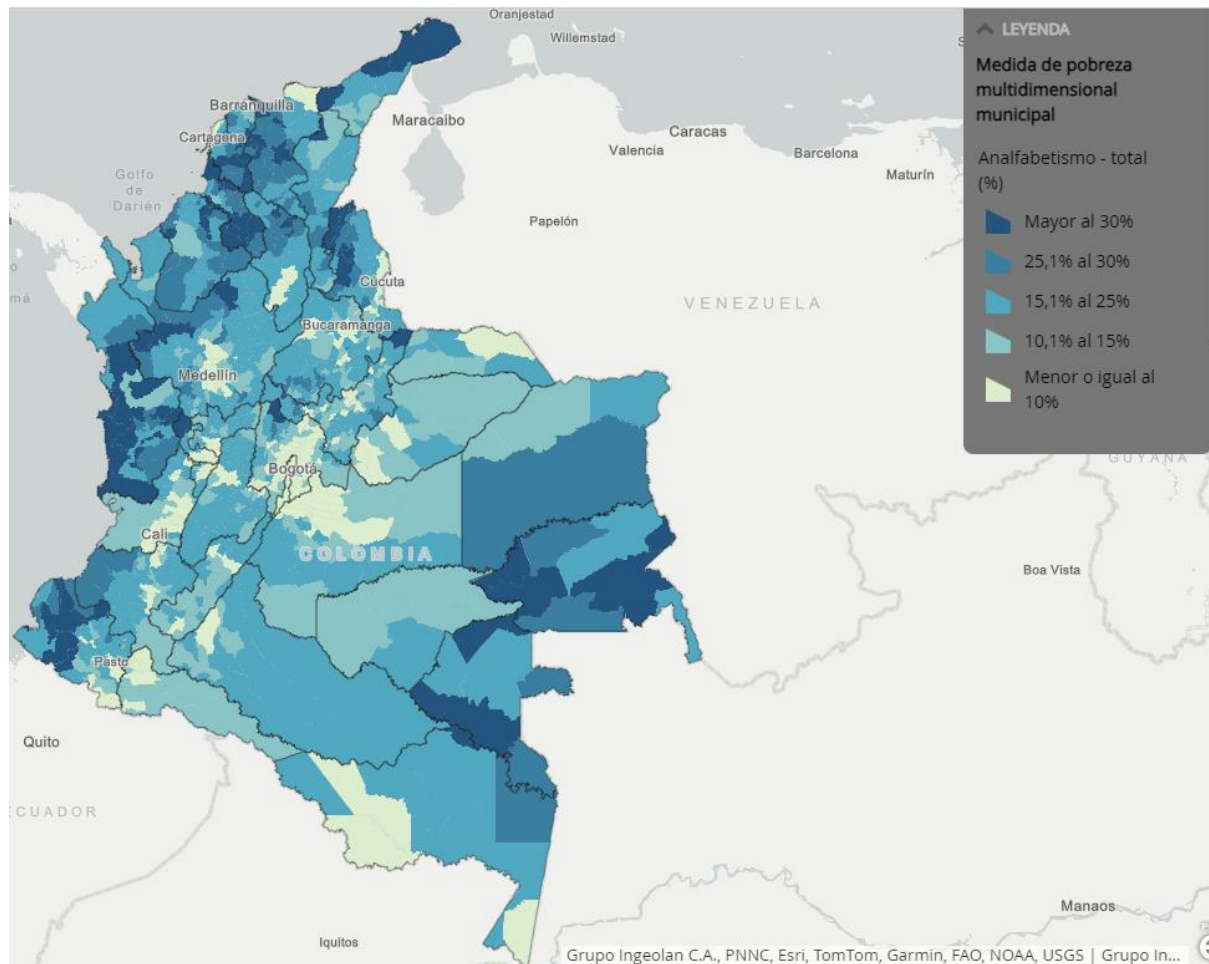 Oranjestad
Willemstad
Barranquilla
Cartagena
Maracaibo
Caracas
Valencia
Barcelona
Maturín
Golfo
de
Darién
Papelón
Cúcuta
VENEZUELA
Bucaramanga
Medellín
Bogotá
GUYANA
Cali
COLOMBIA
Boa Vista
Pasto
Quito
ECUADOR
Manaos
Iquitos
LEYENDA
Medida de pobreza
multidimensional
municipal
Analfabetismo - total
(%)
Mayor al 30%
25,1% al 30%
15,1% al 25%
10,1% al 15%
Menor o igual al
10%
Grupo Ingeolan C.A., PNNC, Esri, TomTom, Garmin, FAO, NOAA, USGS | Grupo In...